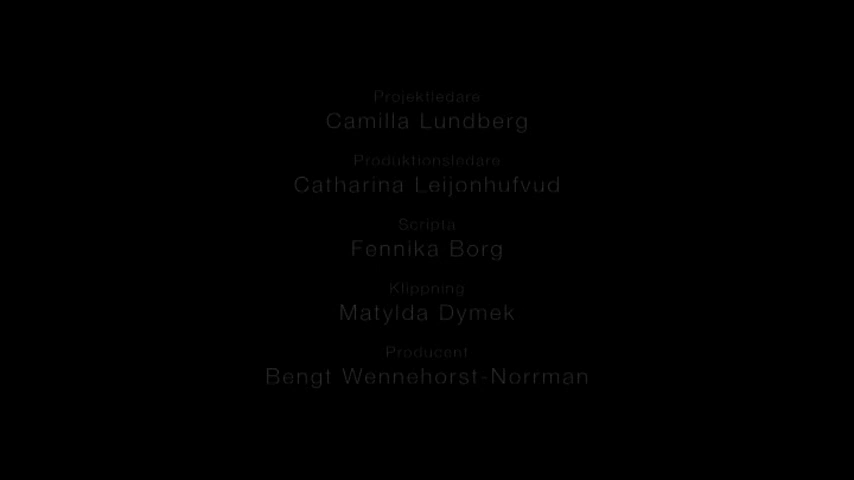 Projektledare
Camilla Lundberg
Produktionsledare
Catharina Leijonhufvud
Scripta
Fennika Borg
Klippning
Matylda Dymek
Producent
Bengt Wennehorst-Norrman